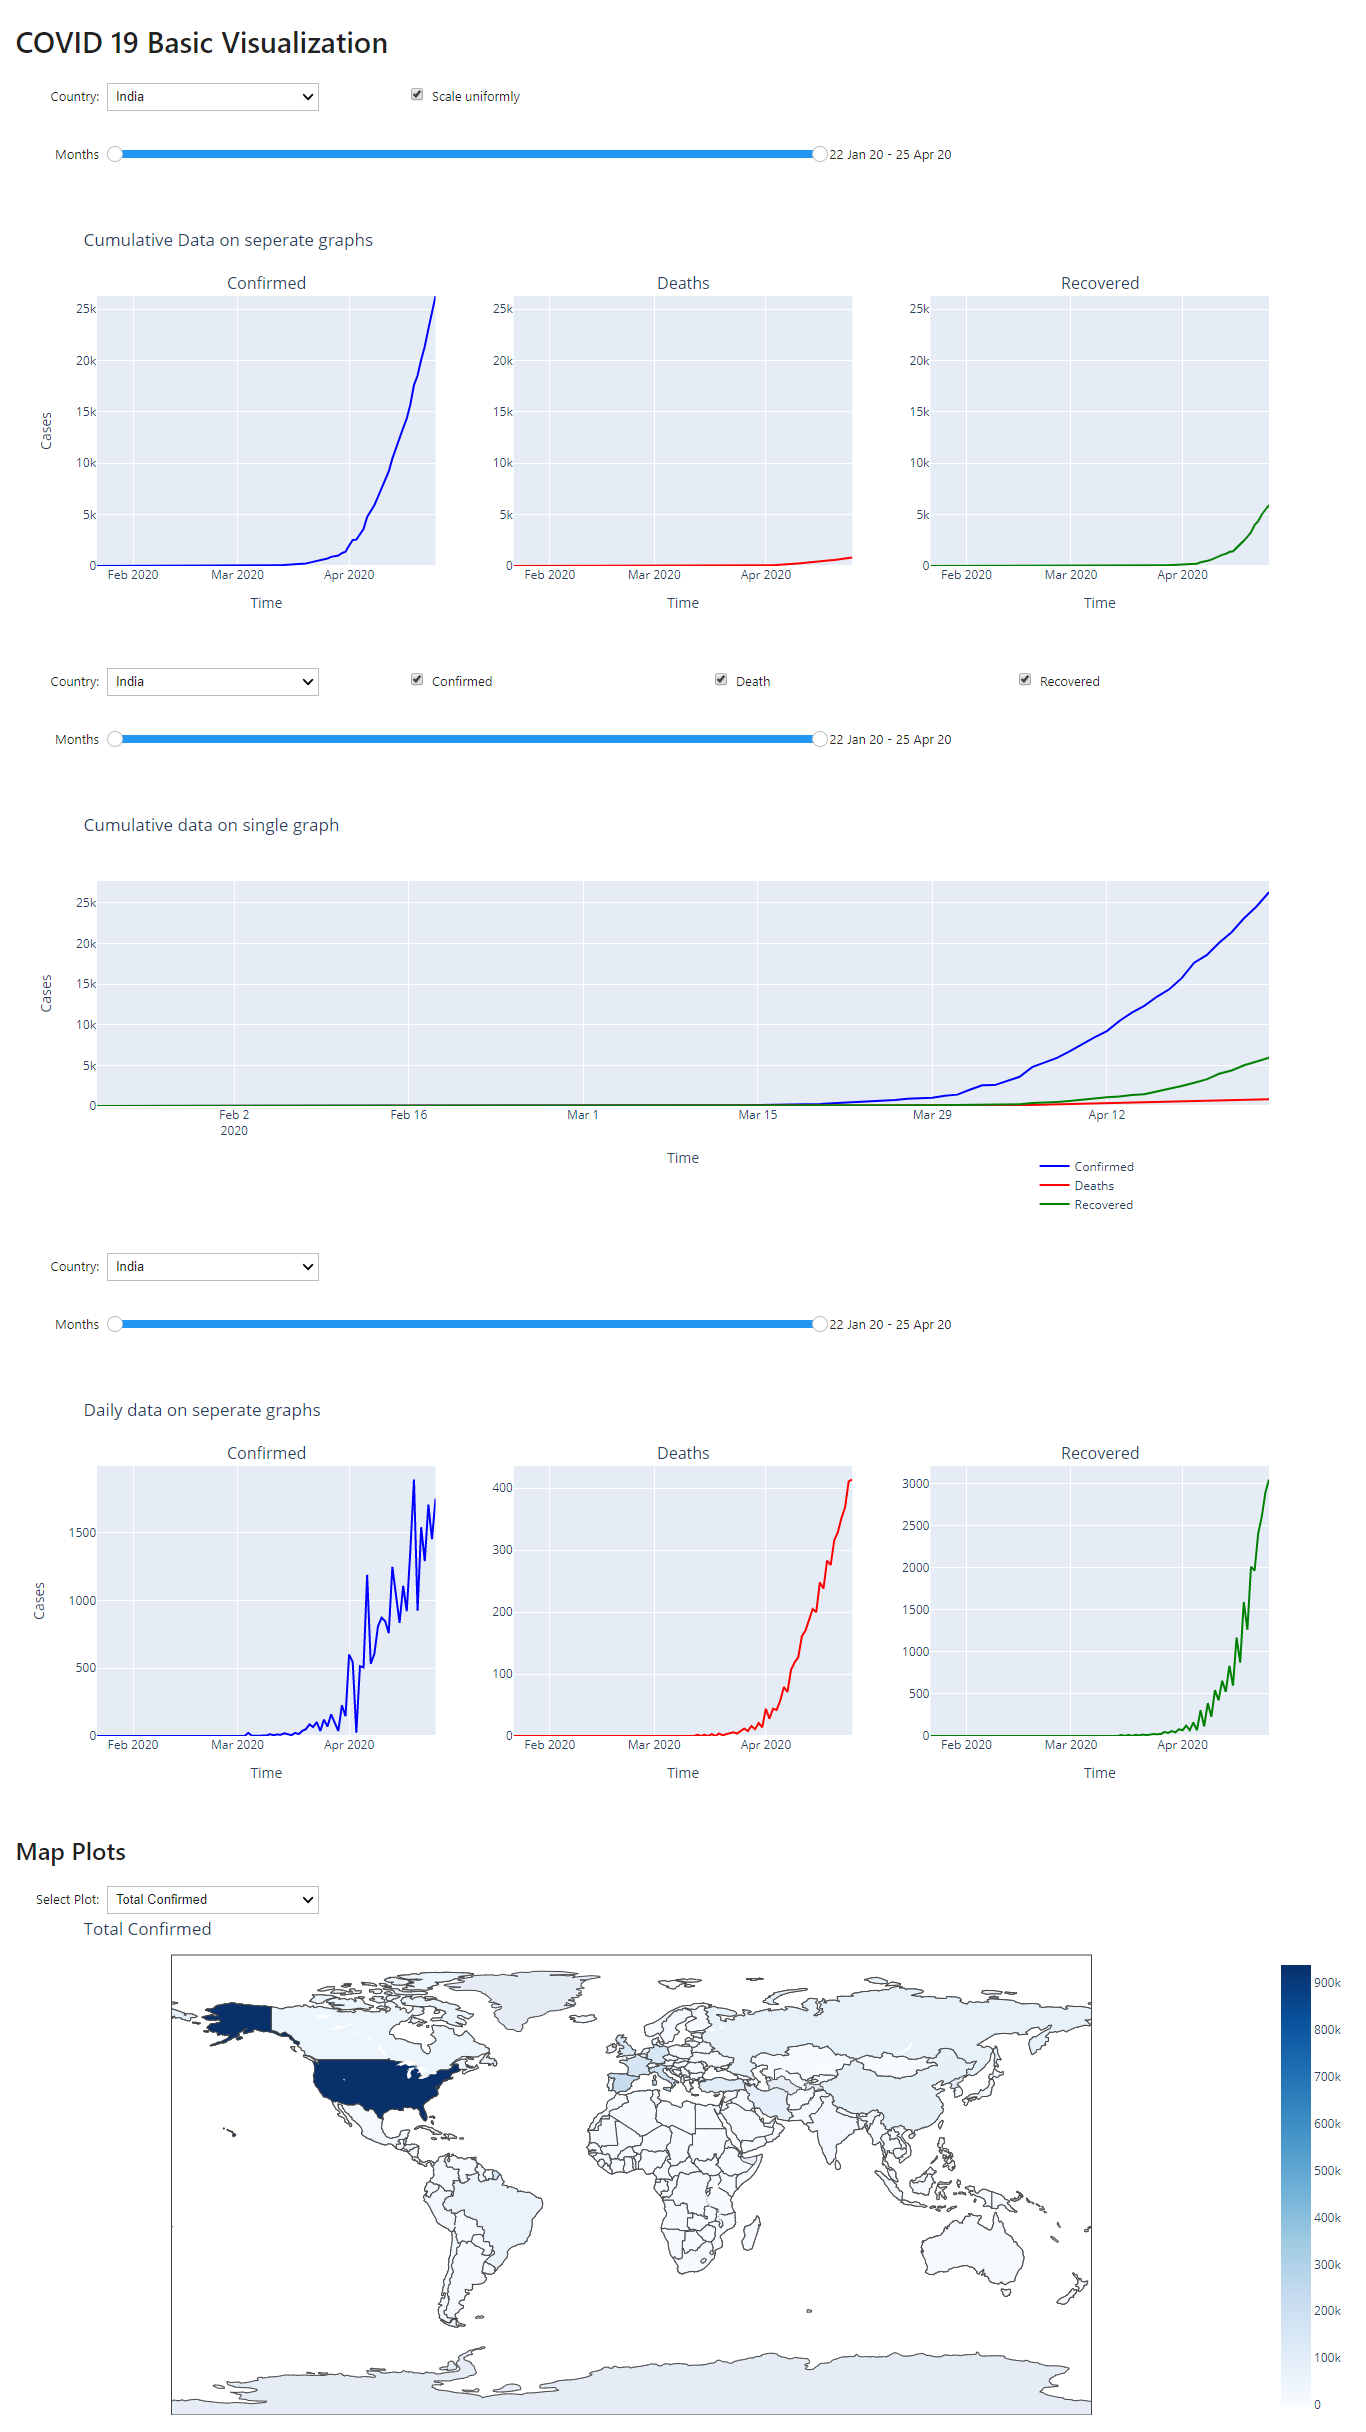 COVID 19 Basic Visualization
Country: India Scale uniformly
Months 22 Jan 20 - 25 Apr 20
Cumulative Data on seperate graphs
Confirmed Deaths Recovered
25k 25k 25k
20k 20k 20k
15k 15k 15k
Cases
10k 10k 10k
5k 5k 5k
0 0 0
Feb 2020 Mar 2020 Apr 2020 Feb 2020 Mar 2020 Apr 2020 Feb 2020 Mar 2020 Apr 2020
Time Time Time
Country: India Confirmed Death Recovered
Months 22 Jan 20 - 25 Apr 20
Cumulative data on single graph
25k
20k
Cases
15k
10k
5k
0
Feb 2 Feb 16 Mar 1 Mar 15 Mar 29 Apr 12
2020
Time
Confirmed
Deaths
Recovered
Country: India
Months 22 Jan 20 - 25 Apr 20
Daily data on seperate graphs
Confirmed Deaths Recovered
1500
1000
Cases
500
0
400
300
200
100
0
3000
2500
2000
1500
1000
500
0
Feb 2020 Mar 2020 Apr 2020 Feb 2020 Mar 2020 Apr 2020 Feb 2020 Mar 2020 Apr 2020
Time Time Time
Map Plots
Select Plot: Total Confirmed
Total Confirmed
900k
800k
700k
600k
500k
400k
300k
200k
100k
0